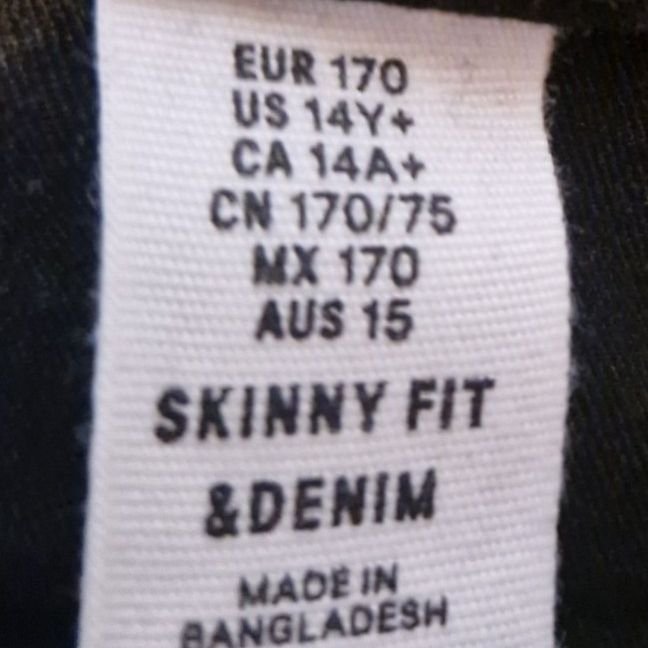 EUR 170
US 14Y+
CA 14A+
CN 170/75
MX 170
AUS 15
SKINNY FIT
&DENIM
MADE IN
BANGLADESH